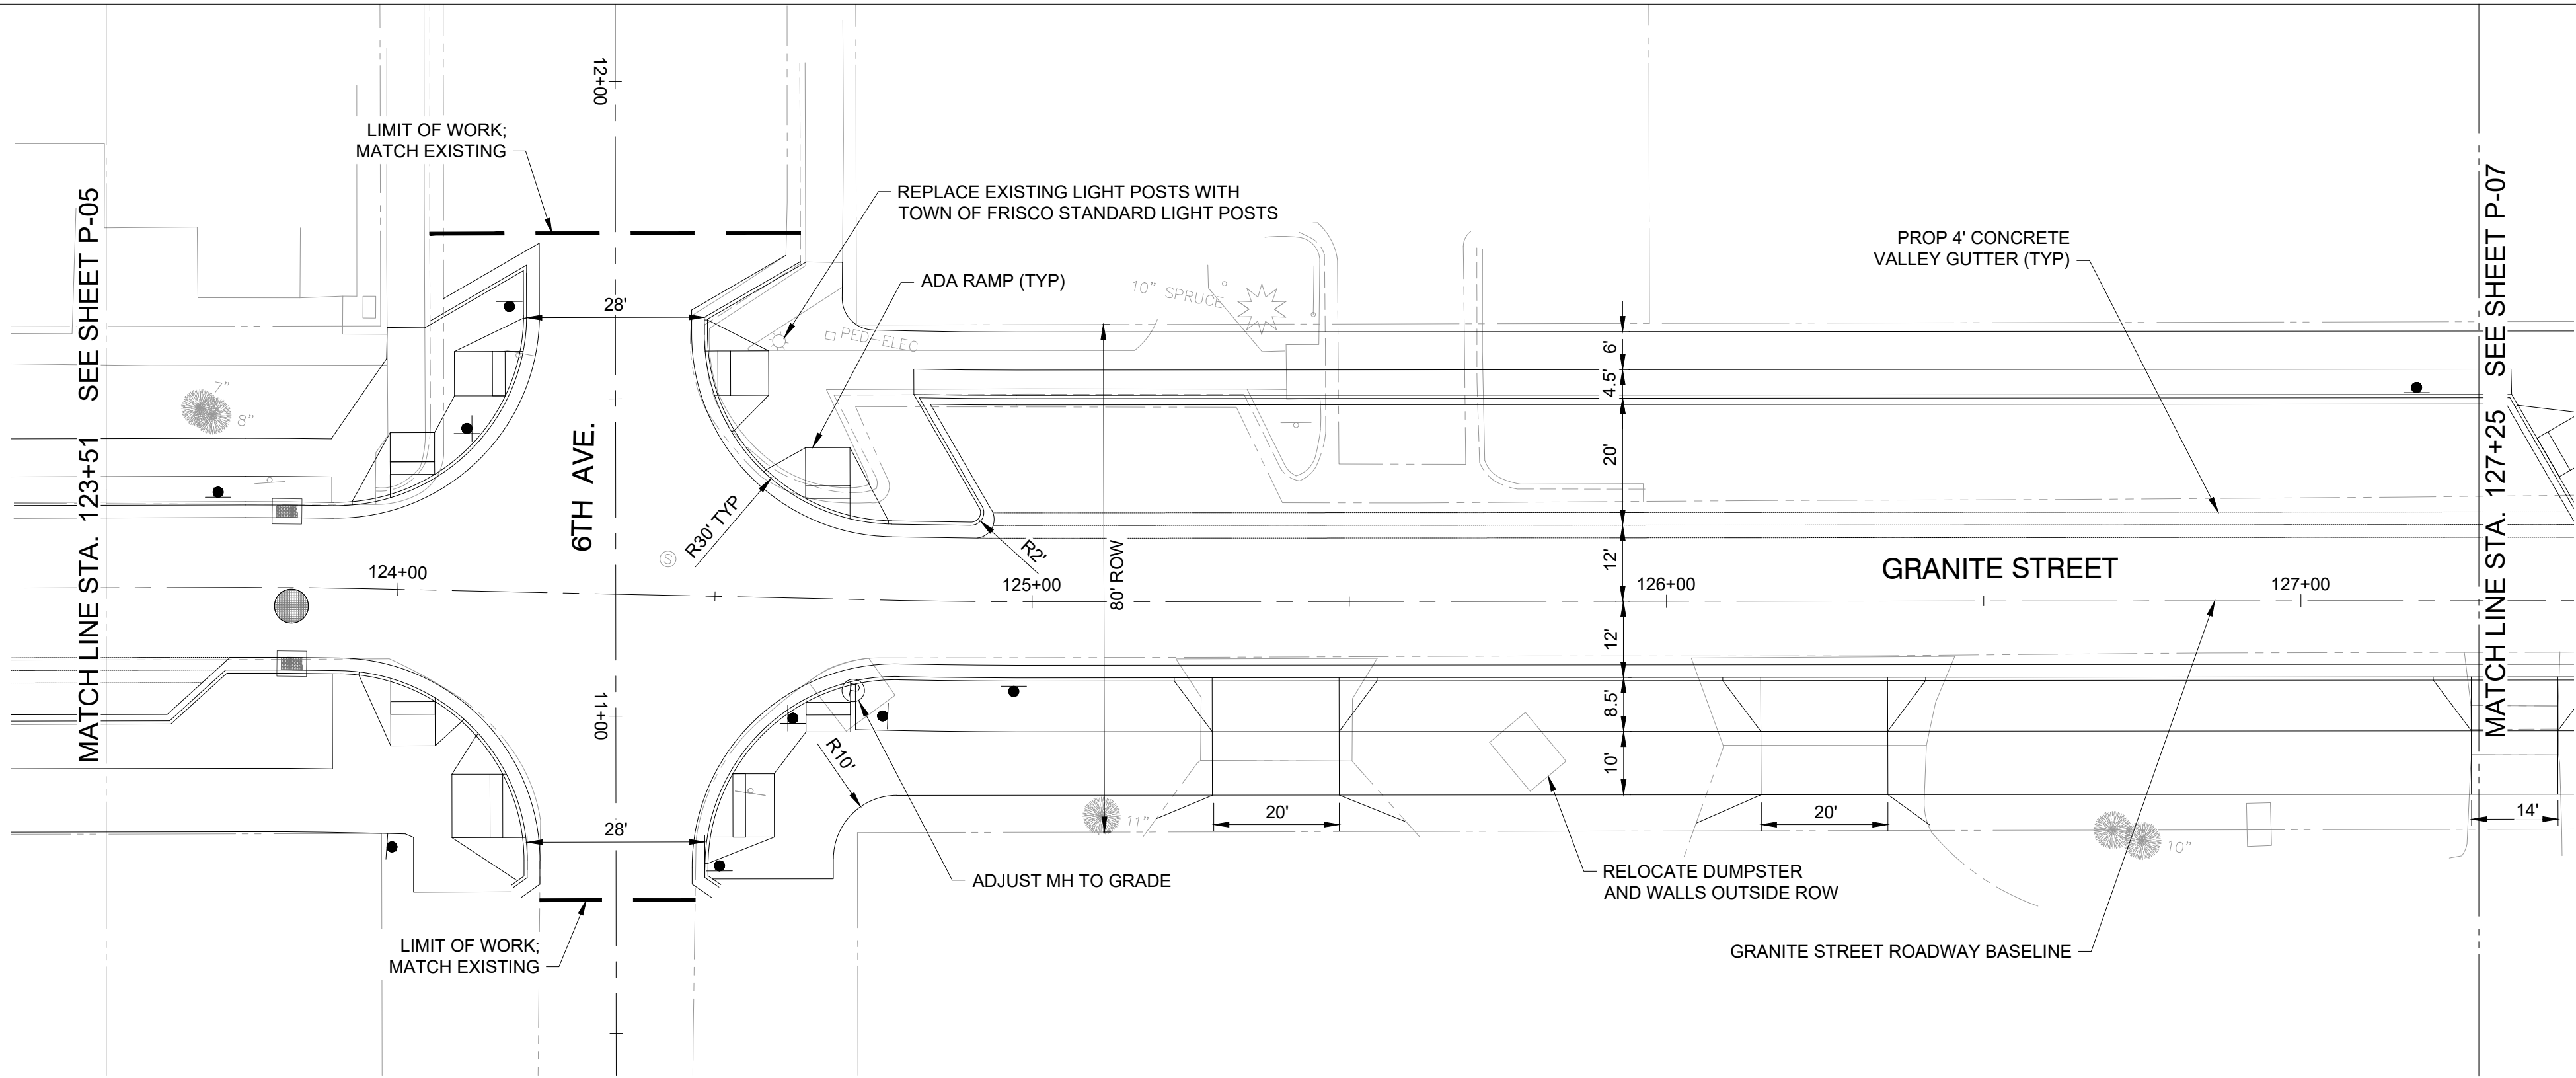 12+00
LIMIT OF WORK;
MATCH EXISTING
REPLACE EXISTING LIGHT POSTS WITH
TOWN OF FRISCO STANDARD LIGHT POSTS
ADA RAMP (TYP)
10" SPRUCE
PED-ELEC
PROP 4' CONCRETE
VALLEY GUTTER (TYP)
MATCH LINE STA. 123+51 SEE SHEET P-05
MATCH LINE STA. 127+25 SEE SHEET P-07
28'
7"
8"
6TH AVE.
R30' TYP
S
R2'
80' ROW
6'
4.5'
20'
12'
12'
8.5'
10'
GRANITE STREET
124+00
125+00
126+00
127+00
11+00
P
R10'
28'
11"
20'
20'
14'
10"
ADJUST MH TO GRADE
RELOCATE DUMPSTER
AND WALLS OUTSIDE ROW
LIMIT OF WORK;
MATCH EXISTING
GRANITE STREET ROADWAY BASELINE